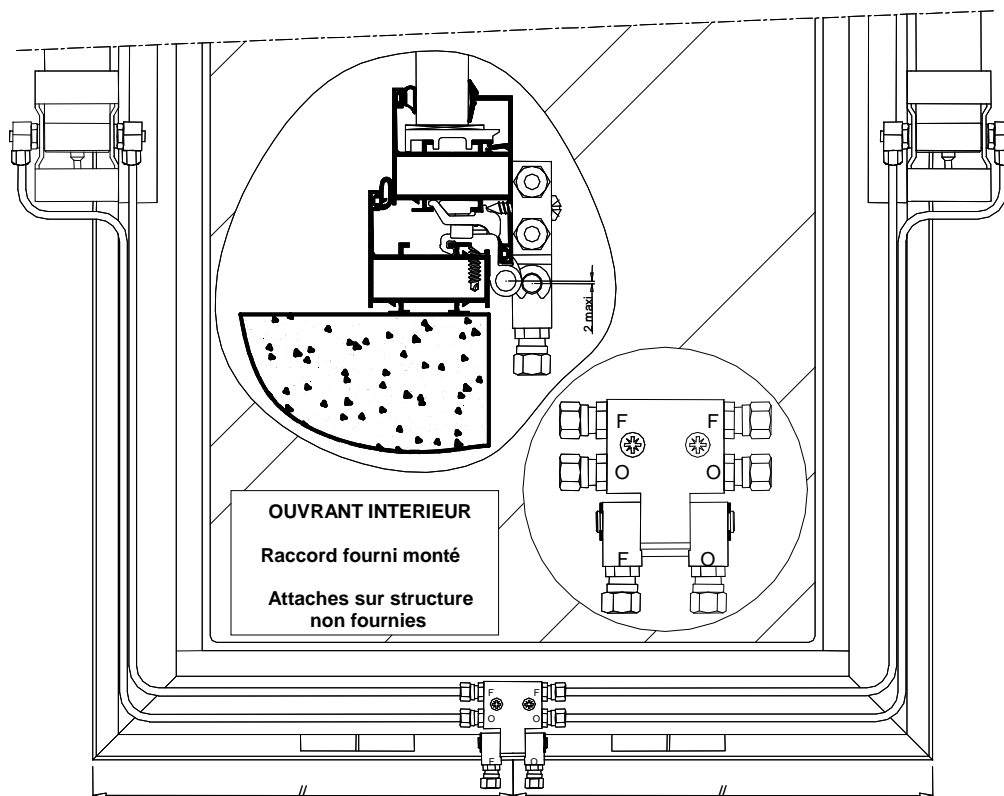 2 maxi
F F
O O
F O
OUVRANT INTERIEUR
Raccord fourni monté
Attaches sur structure
non fournies
F F
O O
F O